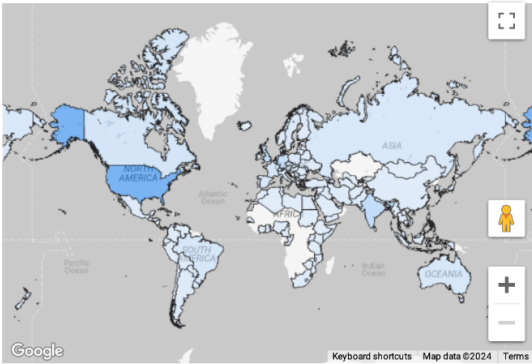 ASIA
NORTH
AMERICA
Atlantic
Ocean
AFRICA
SOUTH
AMERICA
Pacific
Ocean
Indian
Ocean
OCEANIA
Google
Keyboard shortcuts Map data ©2024 Terms